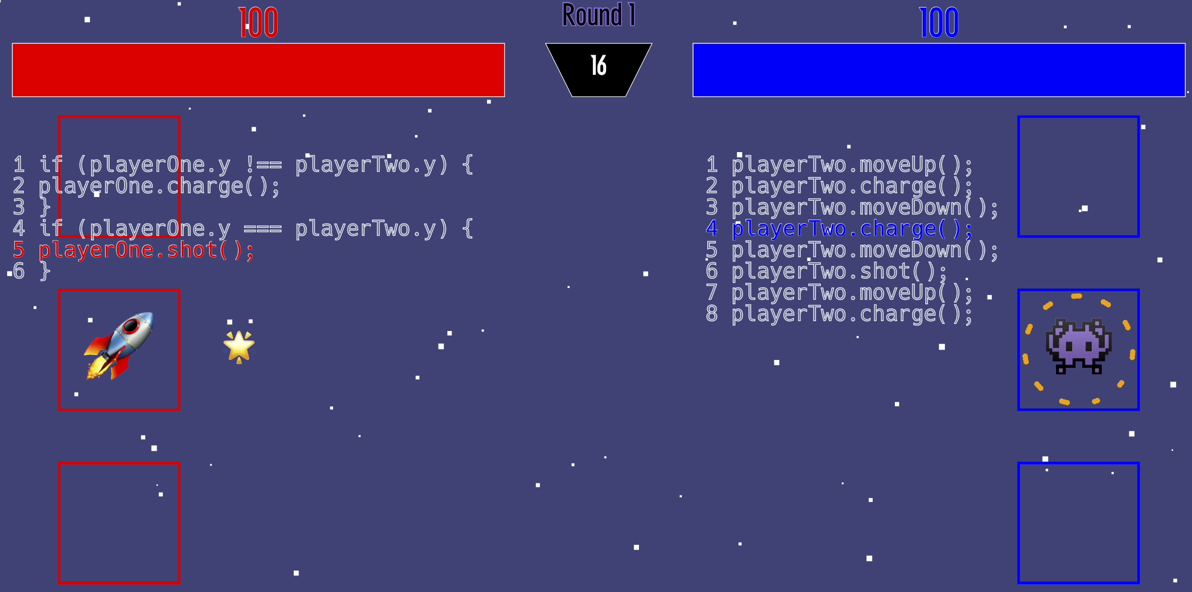 100
Round 1
100
16
1 if (playerOne.y !== playerTwo.y) {
2 playerOne.charge();
3 }
4 if (playerOne.y === playerTwo.y) {
5 playerOne.shot();
6 }
1 playerTwo.moveUp();
2 playerTwo.charge();
3 playerTwo.moveDown();
4 playerTwo.charge();
5 playerTwo.moveDown();
6 playerTwo.shot();
7 playerTwo.moveUp();
8 playerTwo.charge();